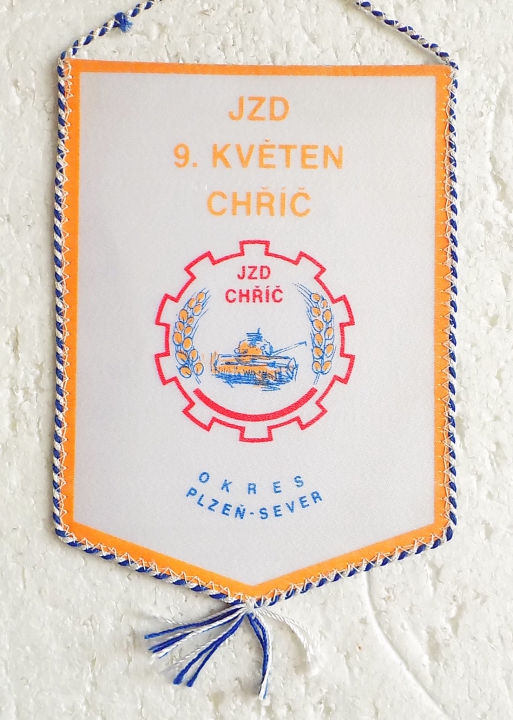 JZD
9. KVĚTEN
CHŘÍČ
JZD
CHŘÍČ
OKRES
PLZEŇ-SEVER